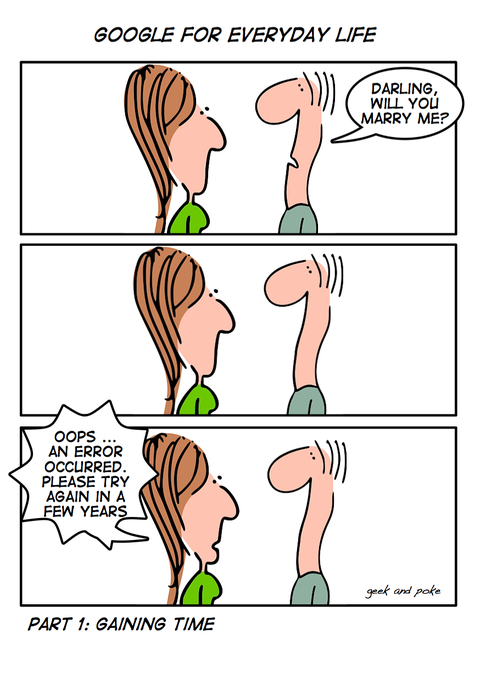 GOOGLE FOR EVERYDAY LIFE
DARLING,
WILL YOU
MARRY ME?
OOPS ...
AN ERROR
OCCURRED.
PLEASE TRY
AGAIN IN A
FEW YEARS
geek and poke
PART 1: GAINING TIME